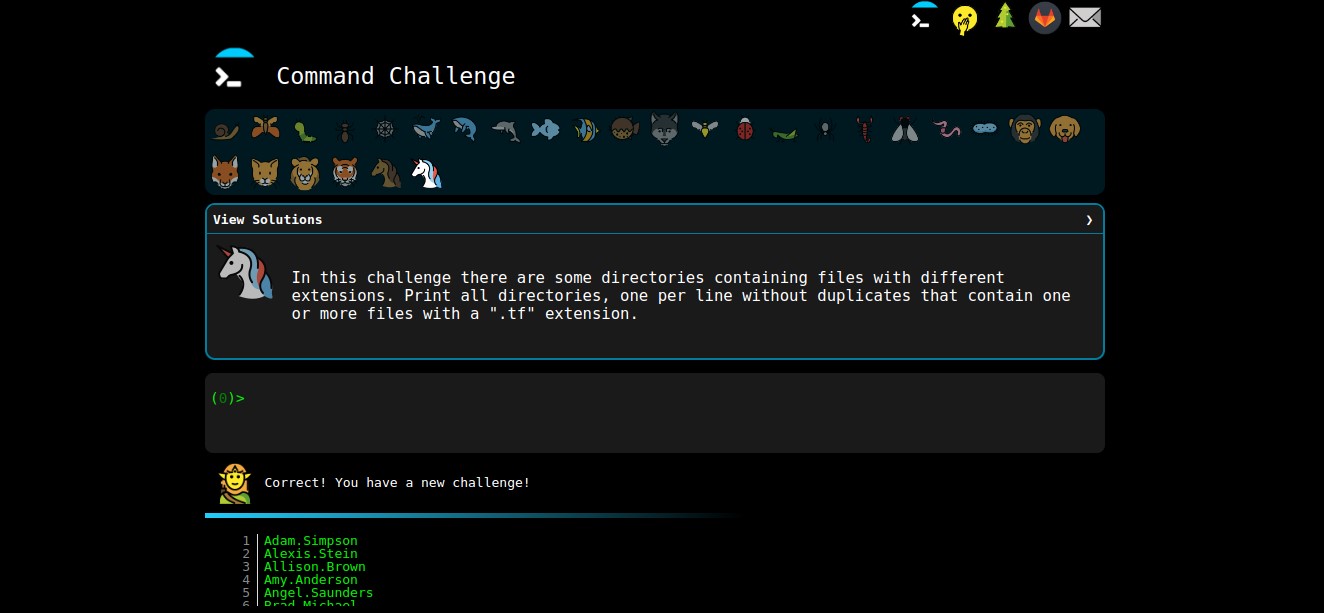 Command Challenge
View Solutions ❯
In this challenge there are some directories containing files with different
extensions. Print all directories, one per line without duplicates that contain one
or more files with a ".tf" extension.
(0)>
Correct! You have a new challenge!
1 Adam.Simpson
2 Alexis.Stein
3 Allison.Brown
4 Amy.Anderson
5 Angel.Saunders
6 Brad.Michael